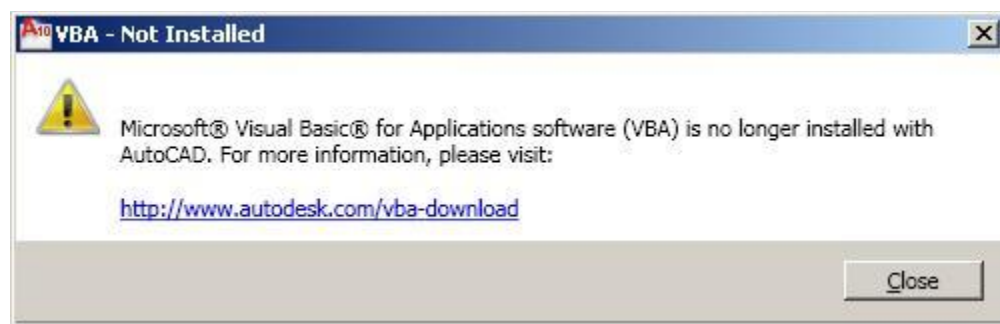 A10 VBA - Not Installed
Microsoft® Visual Basic® for Applications software (VBA) is no longer installed with
AutoCAD. For more information, please visit:
http://www.autodesk.com/vba-download
Close